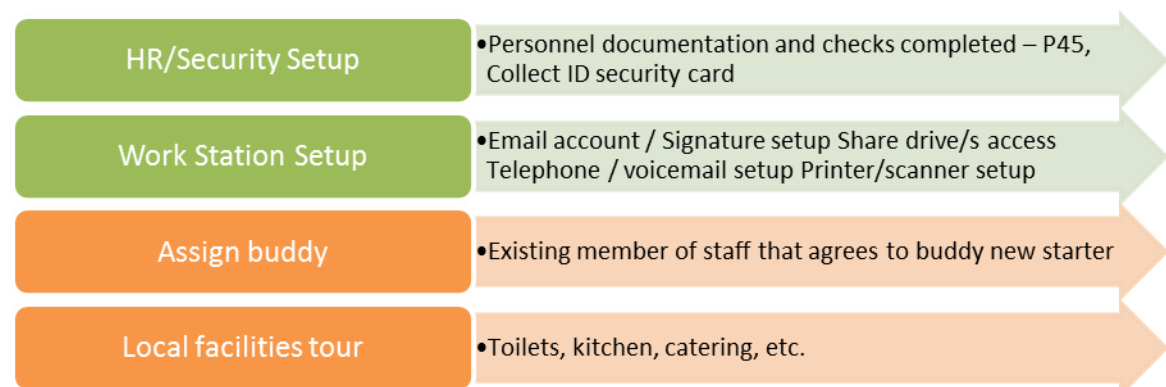 HR/Security Setup
•Personnel documentation and checks completed – P45,
Collect ID security card
Work Station Setup
•Email account / Signature setup Share drive/s access
Telephone / voicemail setup Printer/scanner setup
Assign buddy
•Existing member of staff that agrees to buddy new starter
Local facilities tour
•Toilets, kitchen, catering, etc.